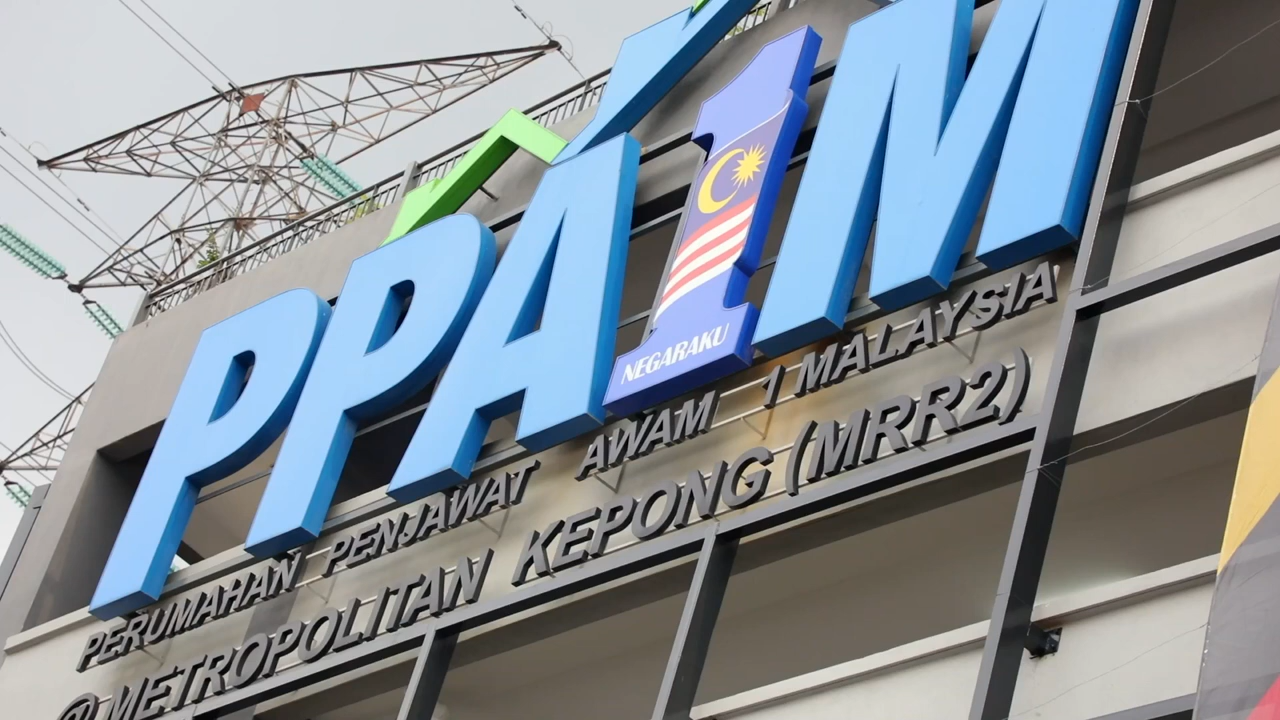 PPA1M
NEGARAKU
PERUMAHAN PENJAWAT AWAM 1 MALAYSIA
@ METROPOLITAN KEPONG (MRR2)